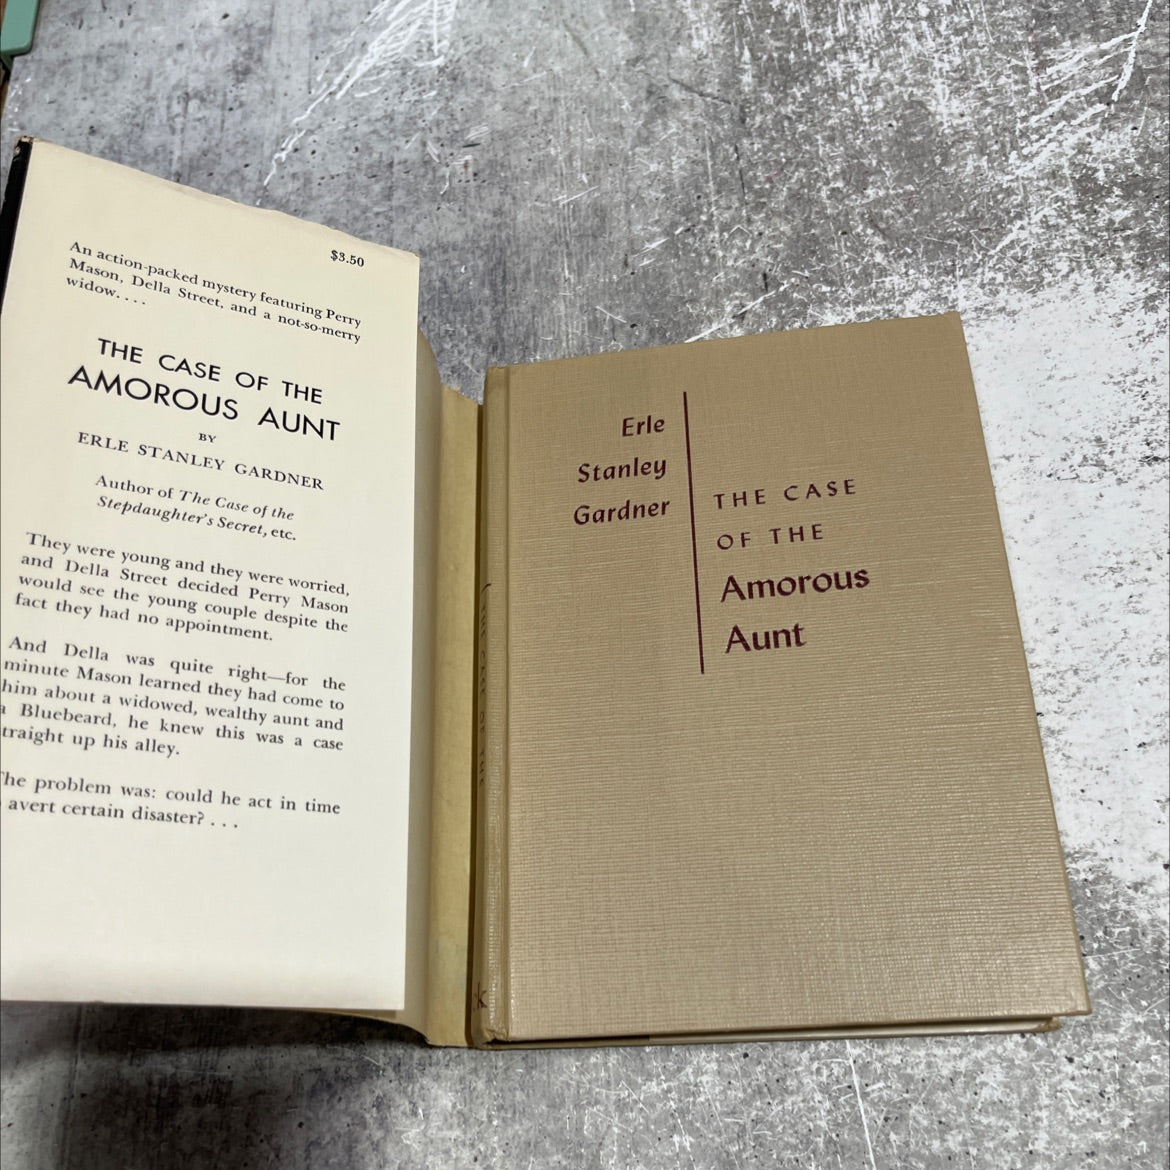 $3.50
An action-packed mystery featuring Perry
Mason, Della Street, and a not-so-merry
widow. . . .
THE CASE OF THE
AMOROUS AUNT
BY
ERLE STANLEY GARDNER
Author of The Case of the
Stepdaughter's Secret, etc.
They were young and they were worried,
and Della Street decided Perry Mason
would see the young couple despite the
fact they had no appointment.
And Della was quite right—for the
minute Mason learned they had come to
him about a widowed, wealthy aunt and
a Bluebeard, he knew this was a case
traight up his alley.
The problem was: could he act in time
avert certain disaster? . . .
THE CASE OF THE
k
Erle
Stanley
Gardner
THE CASE
OF THE
Amorous
Aunt